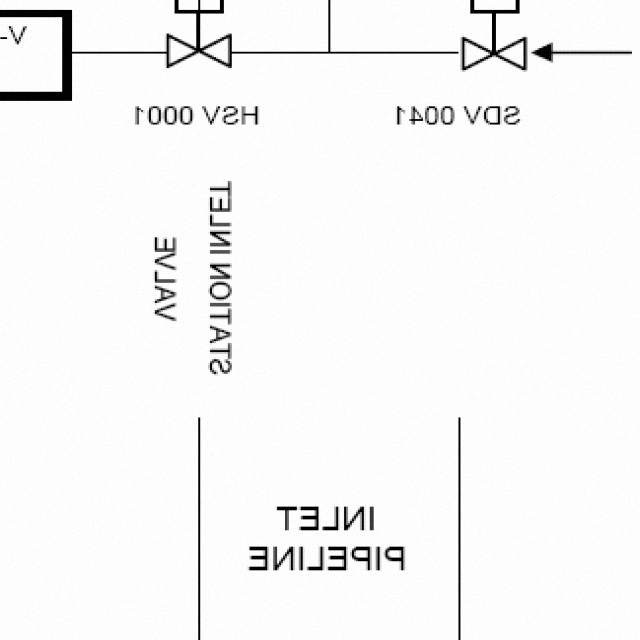 V-
HSV 0001
SDV 0041
STATION INLET
VALVE
INLET
PIPELINE